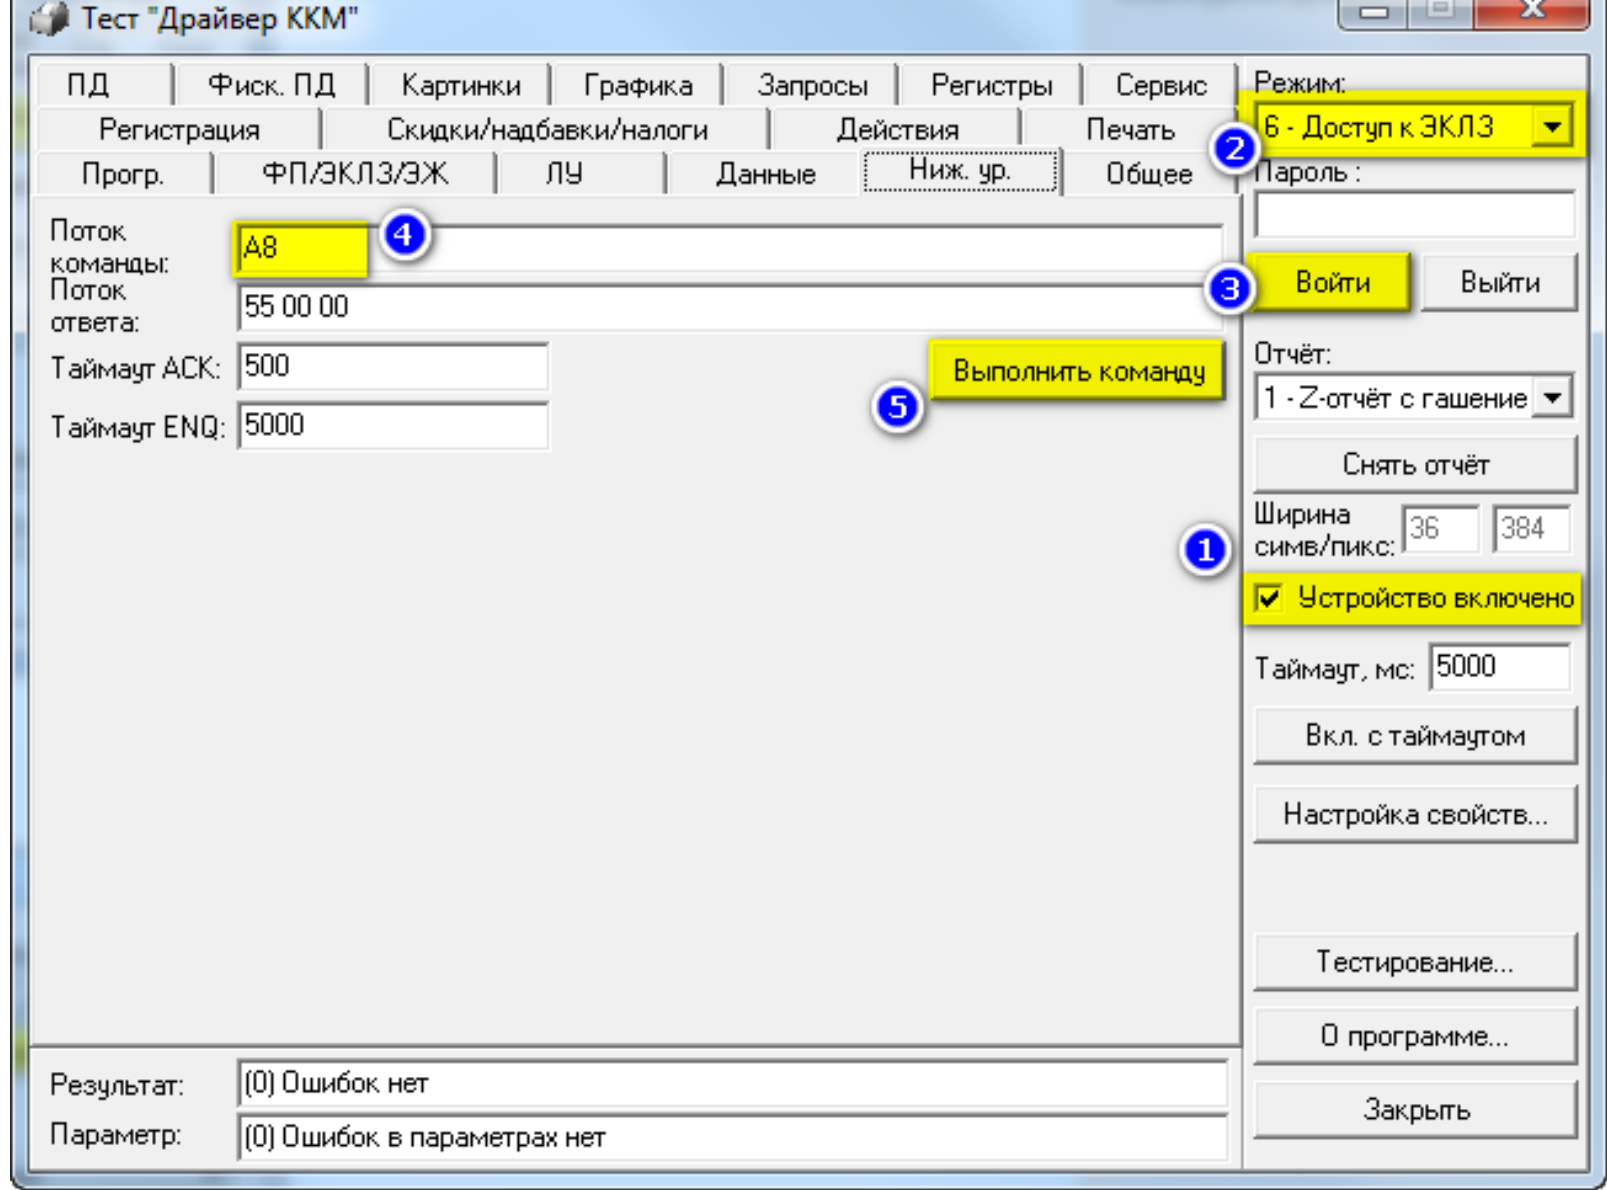 Тест "Драйвер ККМ"
ПД Фиск. ПД Картинки Графика Запросы Регистры Сервис
Регистрация Скидки/надбавки/налоги Действия Печать
Прогр. ФП/ЭКЛЗ/ЭЖ ЛУ Данные Ниж. ур. Общее
Поток
команды:
A8
4
Поток
ответа:
55 00 00
Таймаут ACK: 500
Выполнить команду
5
Таймаут ENQ: 5000
Результат: (0) Ошибок нет
Параметр: (0) Ошибок в параметрах нет
Режим:
2
6 - Доступ к ЭКЛЗ
Пароль :
3
Войти Выйти
Отчёт:
1 - Z-отчёт с гашение
Снять отчёт
Ширина
симв/пикс: 36 384
1
Устройство включено
Таймаут, мс: 5000
Вкл. с таймаутом
Настройка свойств...
Тестирование...
О программе...
Закрыть